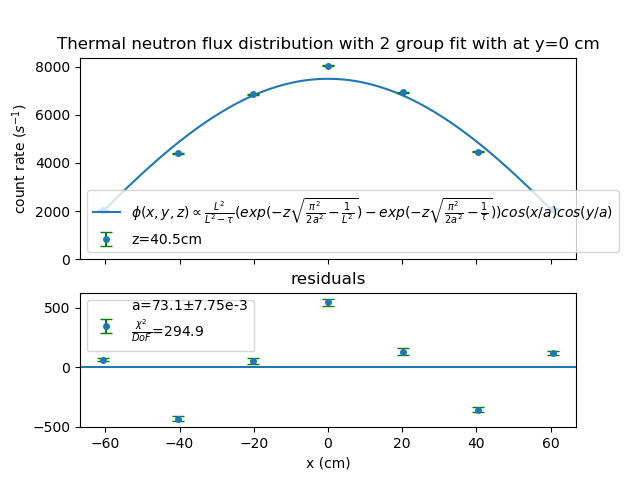 Thermal neutron flux distribution with 2 group fit with at y=0 cm
8000
6000
4000
2000
0
count rate (s⁻¹)
ϕ(x, y, z) ∝ L²/(L² − τ) (exp(−z√(π²/2a² − 1/L²)) − exp(−z√(π²/2a² − 1/τ)))cos(x/a)cos(y/a)
z=40.5cm
residuals
500
0
−500
a=73.1±7.75e-3
χ²/DoF=294.9
−60 −40 −20 0 20 40 60
x (cm)